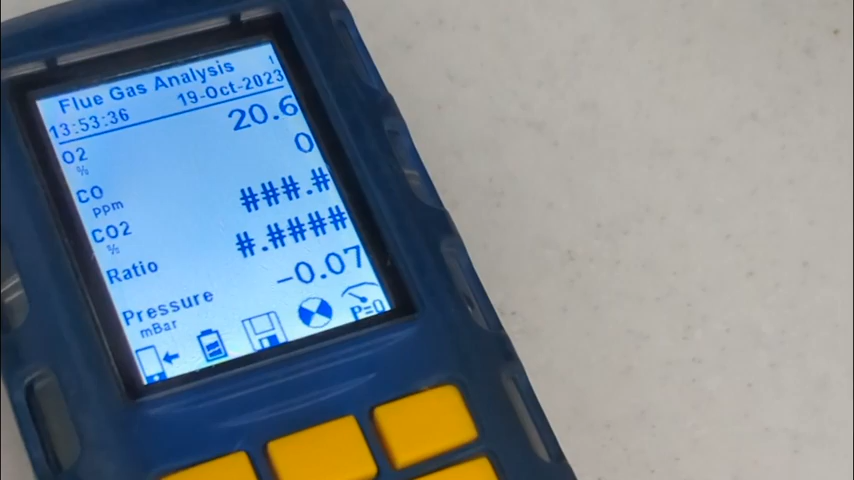 Flue Gas Analysis 1
13:53:36 19-Oct-2023
O2 % 20.6
CO ppm 0
CO2 % ###.#
Ratio #.####
Pressure mBar -0.07
P=0